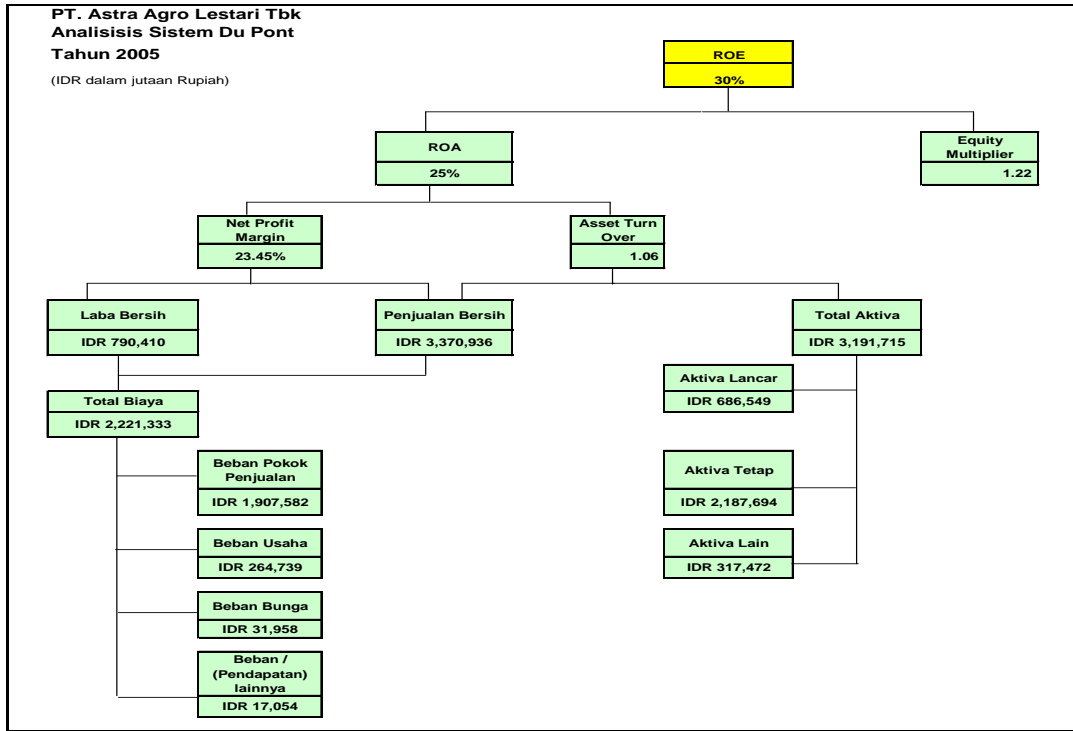 PT. Astra Agro Lestari Tbk
Analisisis Sistem Du Pont
Tahun 2005
(IDR dalam jutaan Rupiah)
ROE
30%
ROA
25%
Equity
Multiplier
1.22
Net Profit
Margin
23.45%
Asset Turn
Over
1.06
Laba Bersih
IDR 790,410
Penjualan Bersih
IDR 3,370,936
Total Aktiva
IDR 3,191,715
Total Biaya
IDR 2,221,333
Aktiva Lancar
IDR 686,549
Beban Pokok
Penjualan
IDR 1,907,582
Aktiva Tetap
IDR 2,187,694
Beban Usaha
IDR 264,739
Aktiva Lain
IDR 317,472
Beban Bunga
IDR 31,958
Beban /
(Pendapatan)
lainnya
IDR 17,054